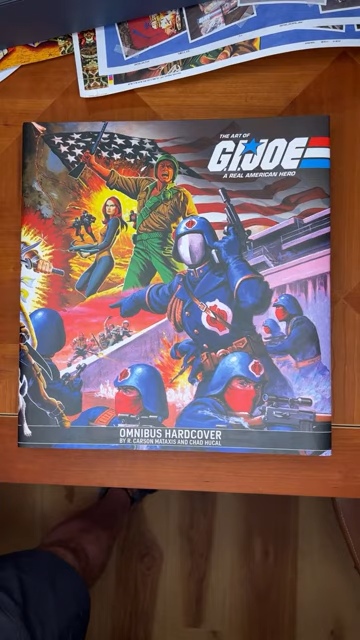 THE ART OF
G.I. JOE
A REAL AMERICAN HERO
OMNIBUS HARDCOVER
BY R. CARSON MATAXIS AND CHAD HUCAL